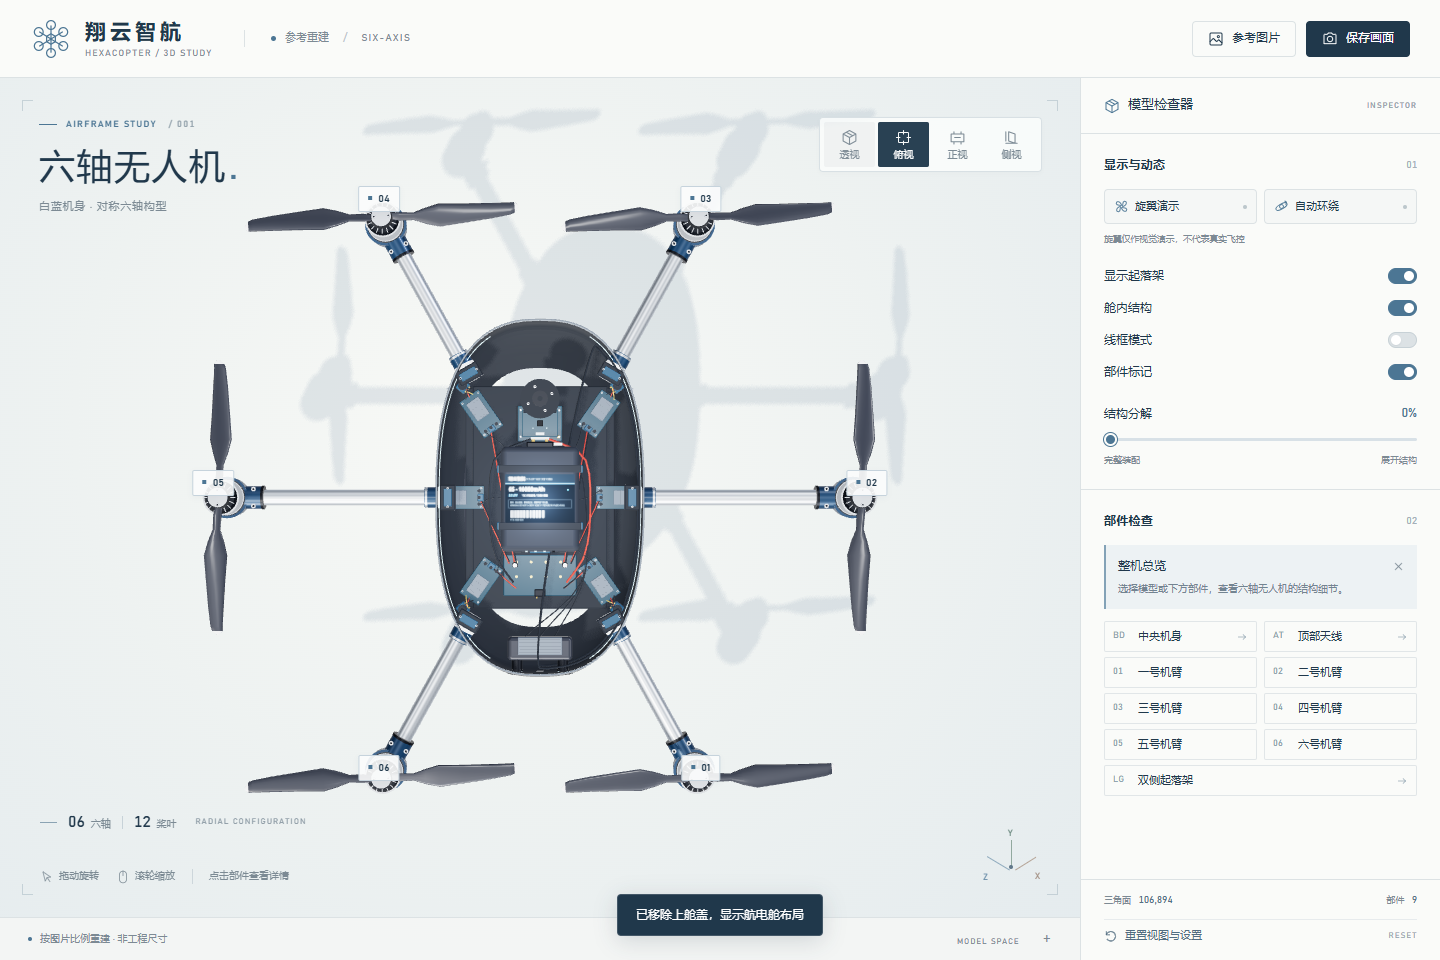 翔云智航
HEXACOPTER / 3D STUDY
参考重建 / SIX-AXIS
参考图片
保存画面
AIRFRAME STUDY / 001
六轴无人机.
白蓝机身 · 对称六轴构型
透视
俯视
正视
侧视
04
03
05
02
06
01
06 六轴
12 桨叶
RADIAL CONFIGURATION
拖动旋转
滚轮缩放
点击部件查看详情
Y
Z
X
已移除上舱盖，显示航电舱布局
按图片比例重建 · 非工程尺寸
MODEL SPACE +
模型检查器
INSPECTOR
显示与动态
01
旋翼演示
自动环绕
旋翼仅作视觉演示，不代表真实飞控
显示起落架
舱内结构
线框模式
部件标记
结构分解
0%
完整装配
展开结构
部件检查
02
整机总览
选择模型或下方部件，查看六轴无人机的结构细节。
BD 中央机身 →
AT 顶部天线 →
01 一号机臂
02 二号机臂
03 三号机臂
04 四号机臂
05 五号机臂
06 六号机臂
LG 双侧起落架 →
三角面 106,894
部件 9
重置视图与设置
RESET